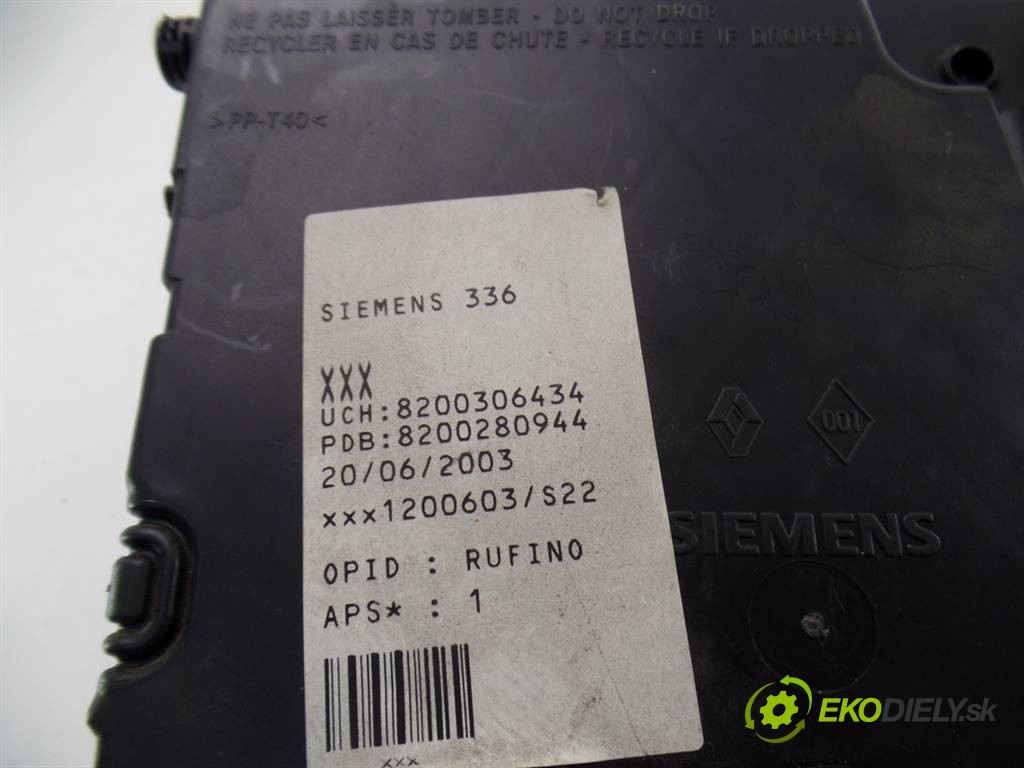 NE PAS LAISSER TOMBER - DO NOT DROP
RECYCLER EN CAS DE CHUTE - RECYCLE IF DROPPED
>PP-T40<
SIEMENS 336
XXX
UCH:8200306434
PDB:8200280944
20/06/2003
xxx1200603/S22
OPID : RUFINO
APS* : 1
xxx
001
SIEMENS
EKODIELY.sk